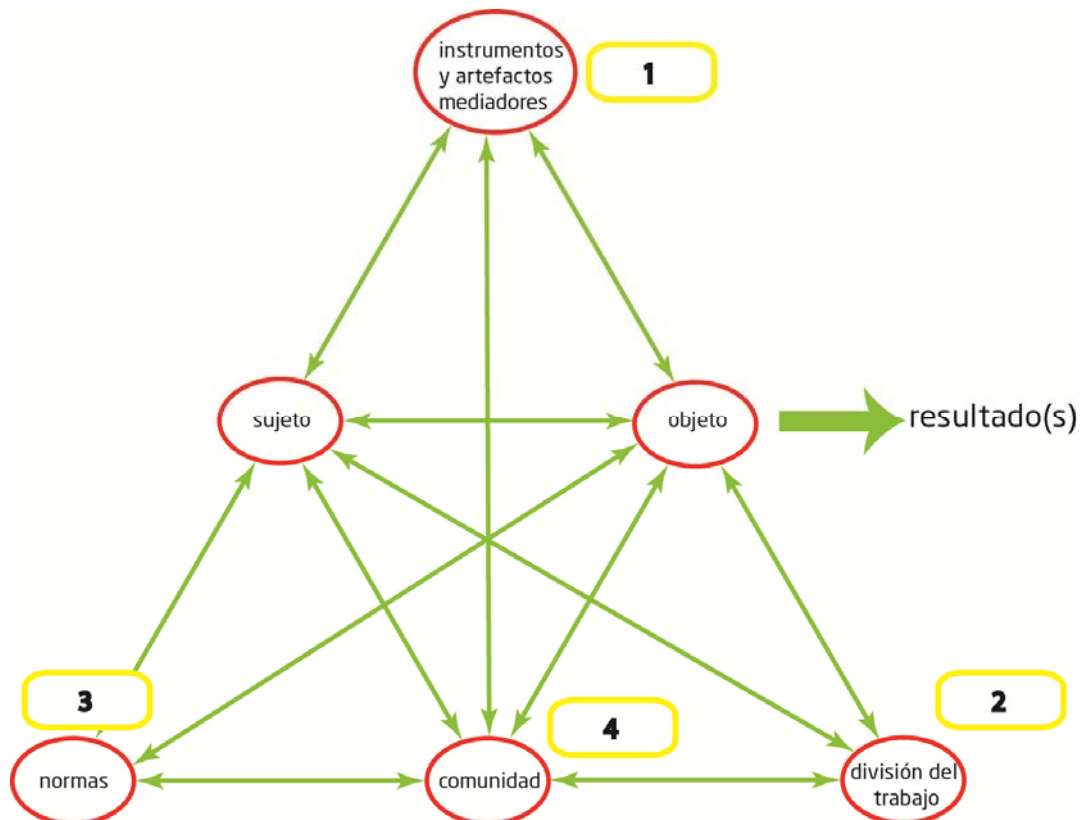 instrumentos
y artefactos
mediadores
1
sujeto
objeto
resultado(s)
3
4
2
normas
comunidad
división del
trabajo